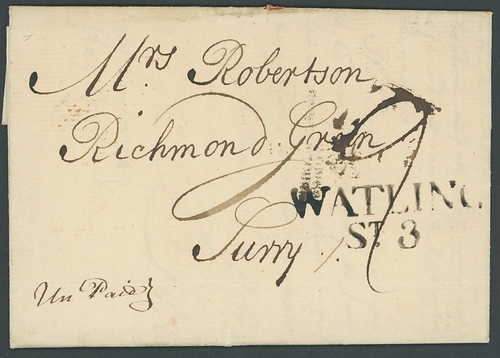 Mrs Robertson
Richmond Green
WATLING
ST. 3
Surry
Un Paid